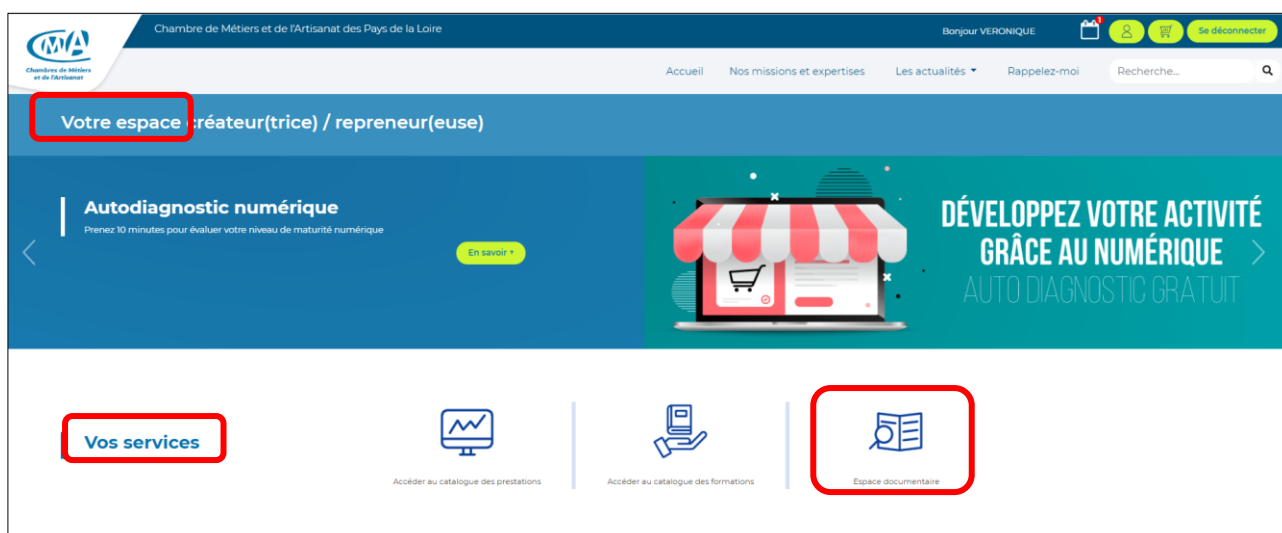 Chambre de Métiers et de l'Artisanat des Pays de la Loire
Bonjour VERONIQUE
1
Se déconnecter
CMA
Chambres de Métiers
et de l'Artisanat
Accueil
Nos missions et expertises
Les actualités
Rappelez-moi
Recherche...
Votre espace créateur(trice) / repreneur(euse)
Autodiagnostic numérique
Prenez 10 minutes pour évaluer votre niveau de maturité numérique
En savoir +
DÉVELOPPEZ VOTRE ACTIVITÉ
GRÂCE AU NUMÉRIQUE
AUTO DIAGNOSTIC GRATUIT
Vos services
Accéder au catalogue des prestations
Accéder au catalogue des formations
Espace documentaire